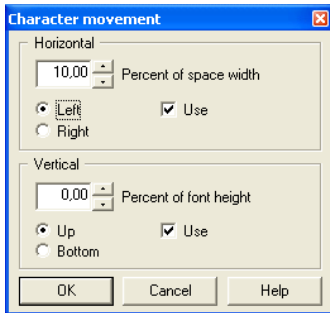 Character movement
Horizontal
10,00 Percent of space width
Left Use
Right
Vertical
0,00 Percent of font height
Up Use
Bottom
OK Cancel Help